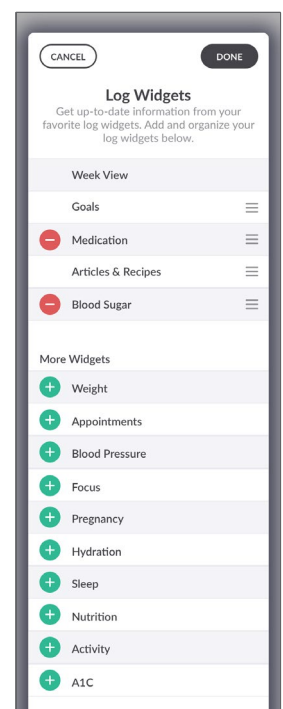 CANCEL
DONE
Log Widgets
Get up-to-date information from your
favorite log widgets. Add and organize your
log widgets below.
Week View
Goals
Medication
Articles & Recipes
Blood Sugar
More Widgets
Weight
Appointments
Blood Pressure
Focus
Pregnancy
Hydration
Sleep
Nutrition
Activity
A1C